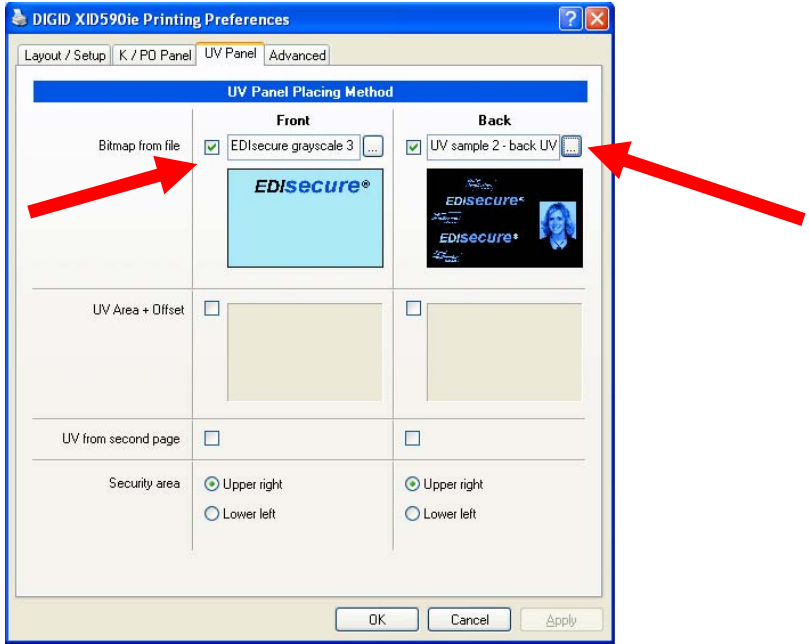 DIGID XID590ie Printing Preferences
Layout / Setup K / PO Panel UV Panel Advanced
UV Panel Placing Method
Front Back
Bitmap from file EDIsecure grayscale 3 ... UV sample 2 - back UV ...
EDIsecure®
EDIsecure®
EDIsecure®
UV Area + Offset
UV from second page
Security area Upper right Upper right
Lower left Lower left
OK Cancel Apply